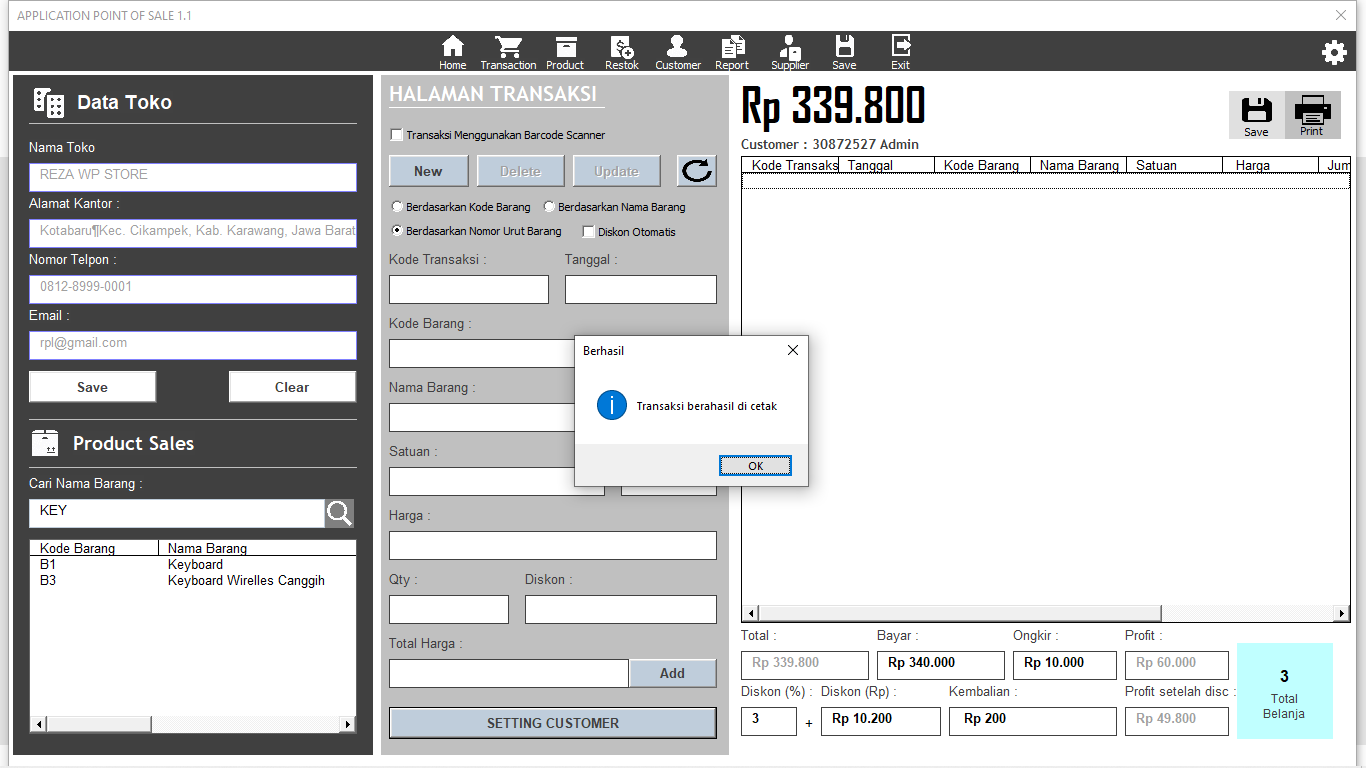 APPLICATION POINT OF SALE 1.1
Home Transaction Product Restok Customer Report Supplier Save Exit
Data Toko
Nama Toko
REZA WP STORE
Alamat Kantor :
Kotabaru¶Kec. Cikampek, Kab. Karawang, Jawa Barat
Nomor Telpon :
0812-8999-0001
Email :
rpl@gmail.com
Save Clear
Product Sales
Cari Nama Barang :
KEY
Kode Barang Nama Barang
B1 Keyboard
B3 Keyboard Wirelles Canggih
HALAMAN TRANSAKSI
Transaksi Menggunakan Barcode Scanner
New Delete Update
Berdasarkan Kode Barang Berdasarkan Nama Barang
Berdasarkan Nomor Urut Barang Diskon Otomatis
Kode Transaksi : Tanggal :
Kode Barang :
Nama Barang :
Satuan :
Harga :
Qty : Diskon :
Total Harga :
Add
SETTING CUSTOMER
Berhasil
Transaksi berahasil di cetak
OK
Rp 339.800
Save Print
Customer : 30872527 Admin
Kode Transaks Tanggal Kode Barang Nama Barang Satuan Harga Jum
Total : Bayar : Ongkir : Profit :
Rp 339.800 Rp 340.000 Rp 10.000 Rp 60.000
Diskon (%) : Diskon (Rp) : Kembalian : Profit setelah disc :
3 + Rp 10.200 Rp 200 Rp 49.800
3
Total
Belanja